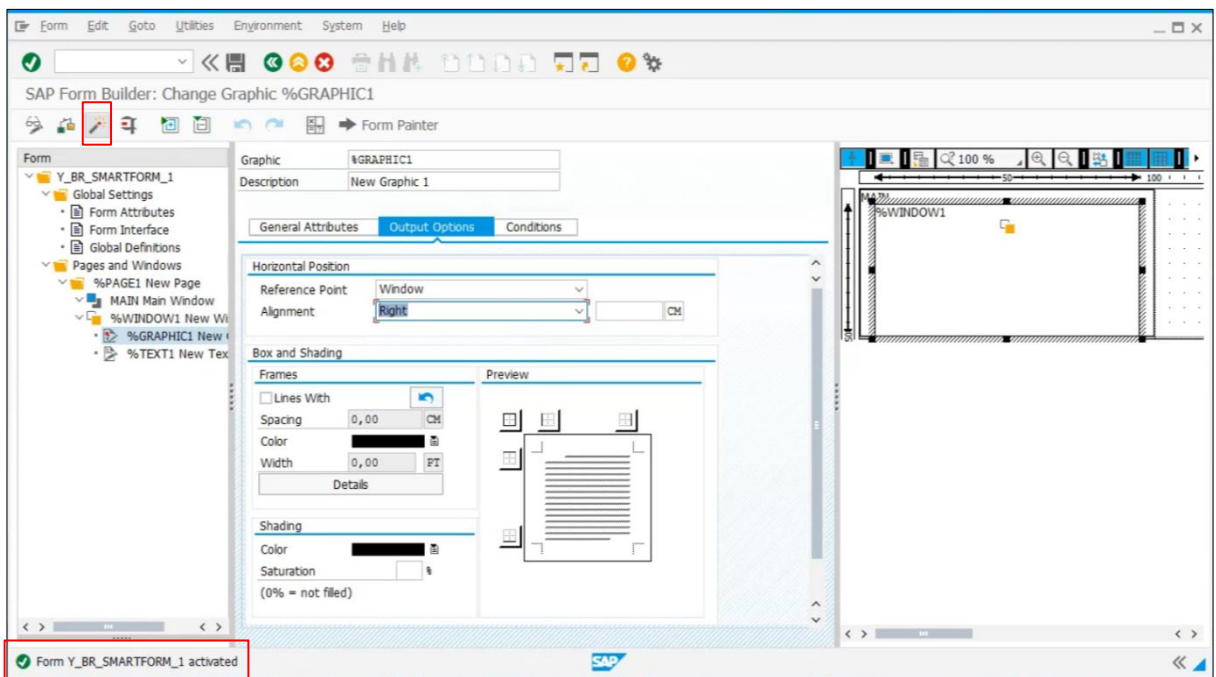 Form Edit Goto Utilities Environment System Help
SAP Form Builder: Change Graphic %GRAPHIC1
Form Painter
Form
Y_BR_SMARTFORM_1
Global Settings
Form Attributes
Form Interface
Global Definitions
Pages and Windows
%PAGE1 New Page
MAIN Main Window
%WINDOW1 New Wi
%GRAPHIC1 New
%TEXT1 New Tex
Graphic %GRAPHIC1
Description New Graphic 1
General Attributes Output Options Conditions
Horizontal Position
Reference Point Window
Alignment Right CM
Box and Shading
Frames
Lines With
Spacing 0,00 CM
Color
Width 0,00 PT
Details
Preview
Shading
Color
Saturation %
(0% = not filled)
100 %
50 100
MAIN
%WINDOW1
50
Form Y_BR_SMARTFORM_1 activated
SAP